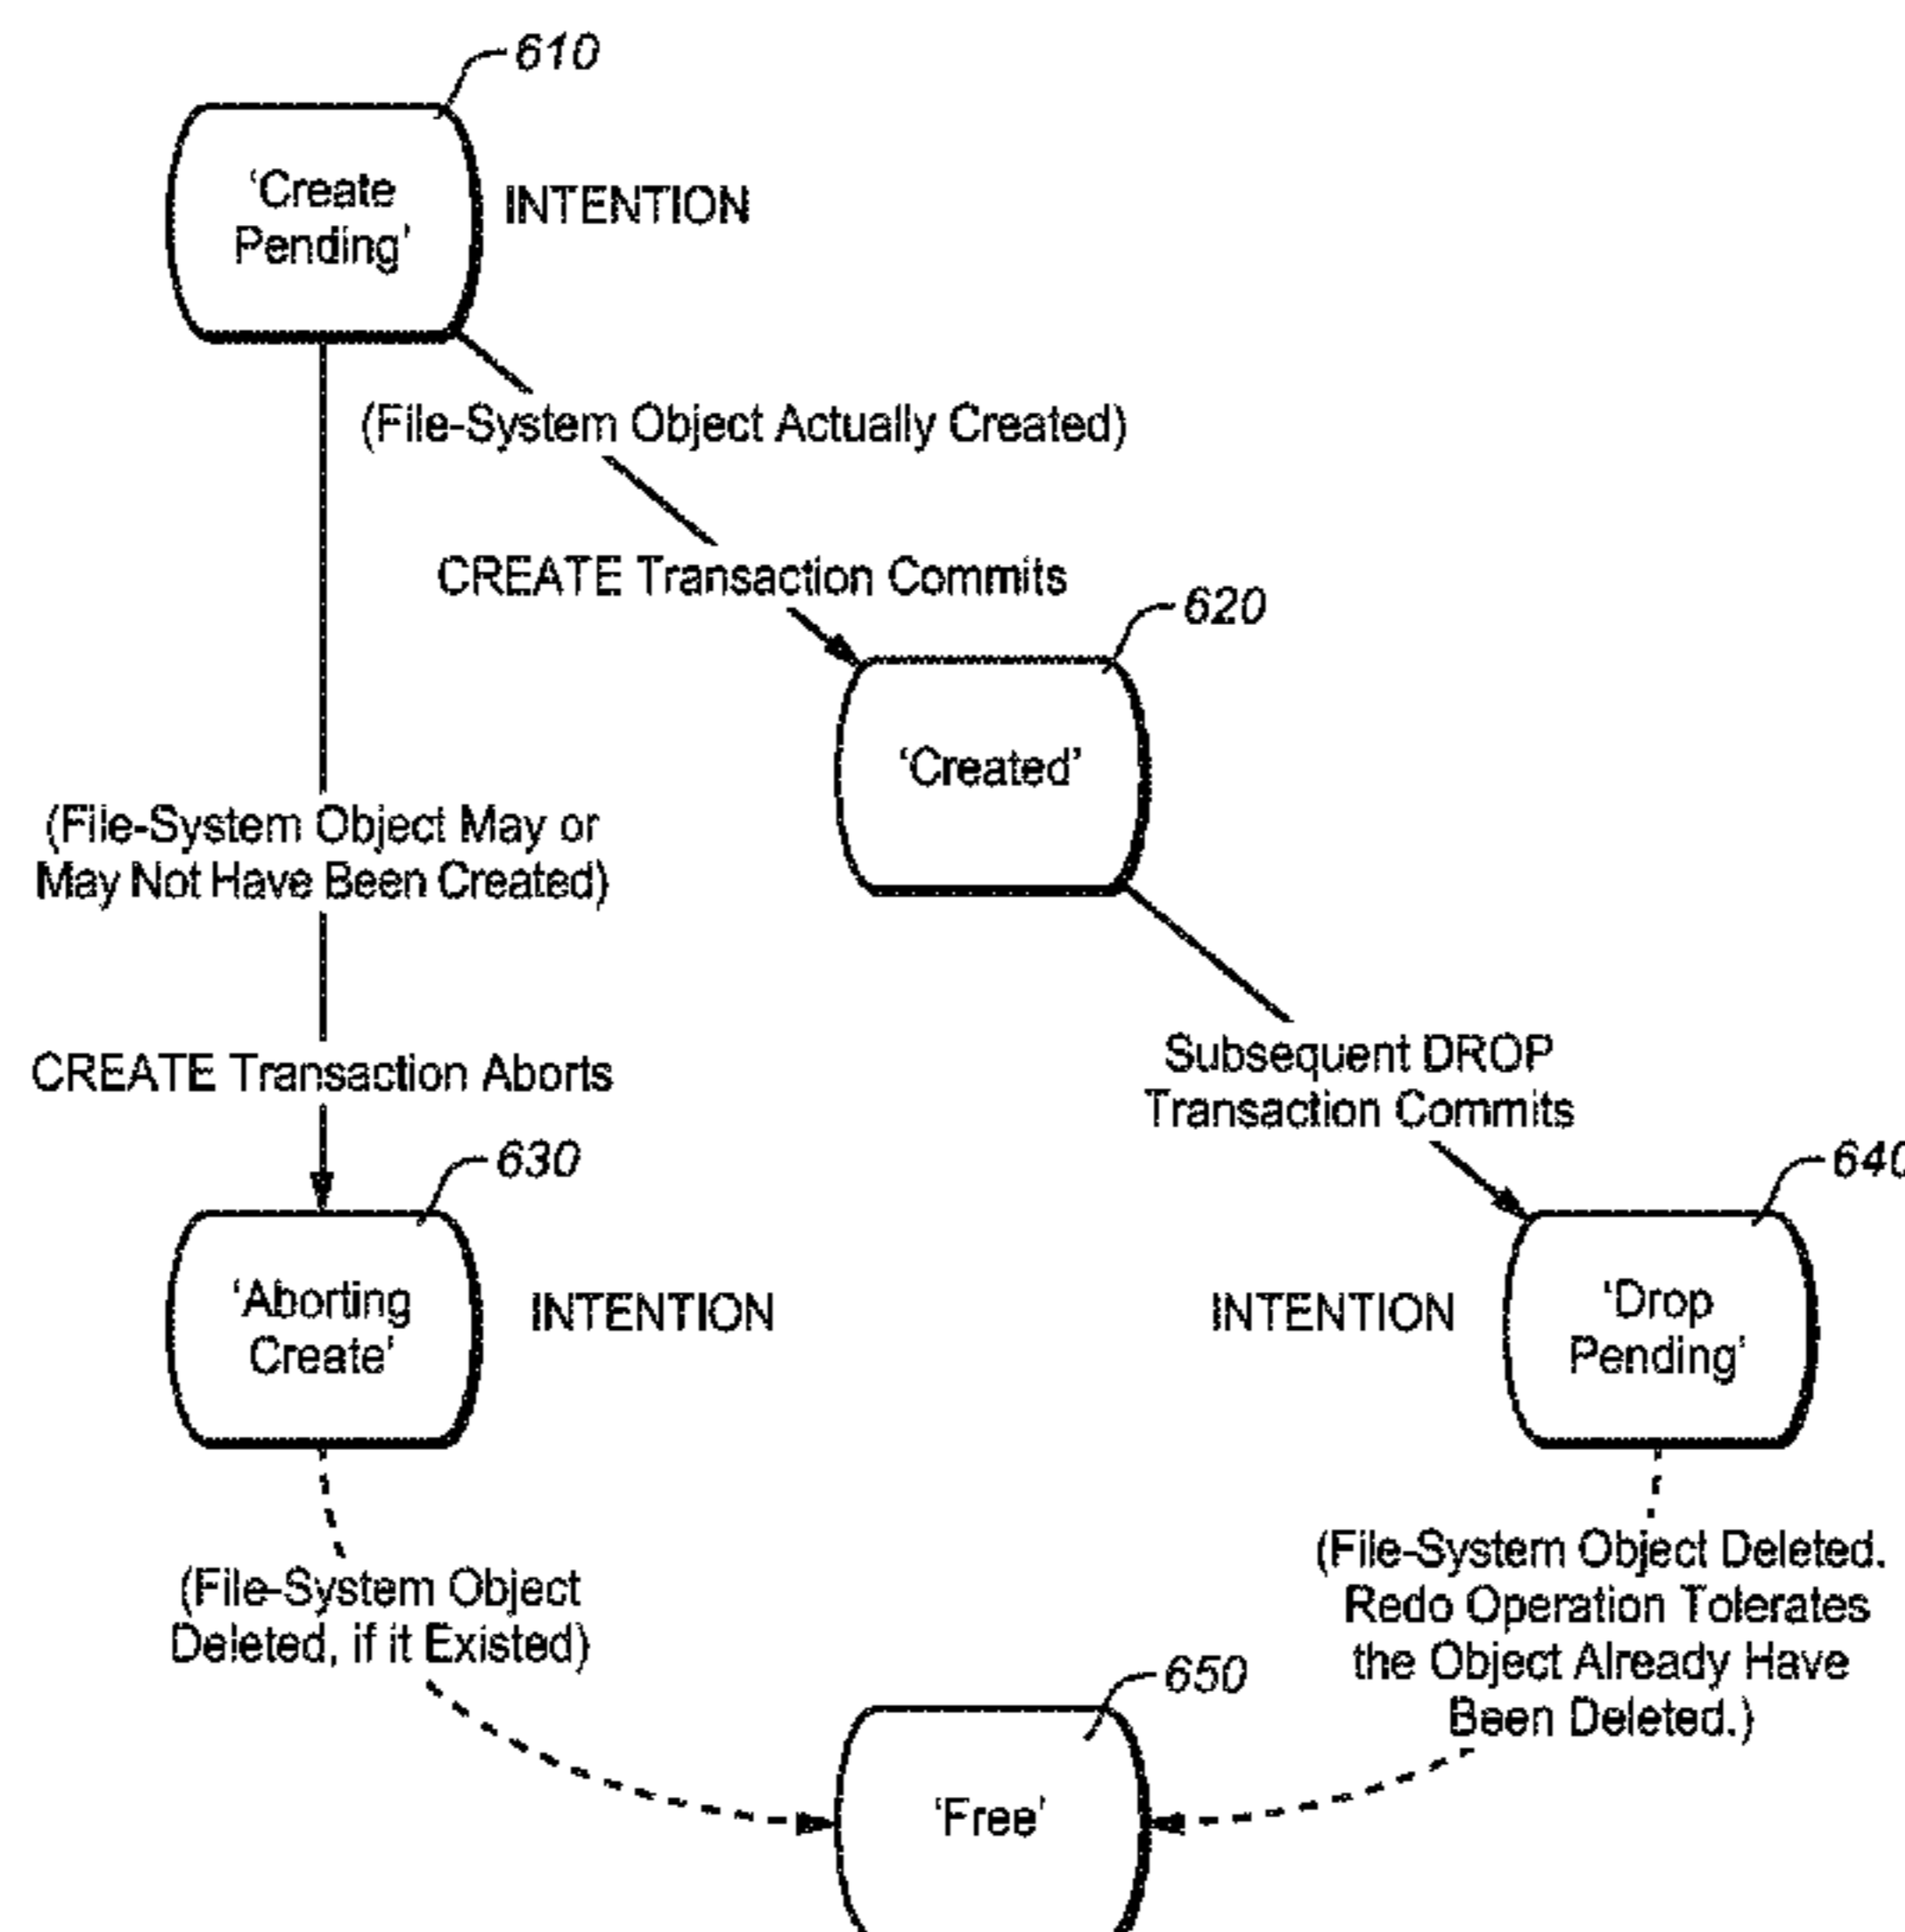 610
'Create
Pending'
INTENTION
(File-System Object Actually Created)
CREATE Transaction Commits
620
'Created'
(File-System Object May or
May Not Have Been Created)
CREATE Transaction Aborts
Subsequent DROP
Transaction Commits
630
'Aborting
Create'
INTENTION
640
INTENTION
'Drop
Pending'
(File-System Object
Deleted, if it Existed)
(File-System Object Deleted.
Redo Operation Tolerates
the Object Already Have
Been Deleted.)
650
'Free'